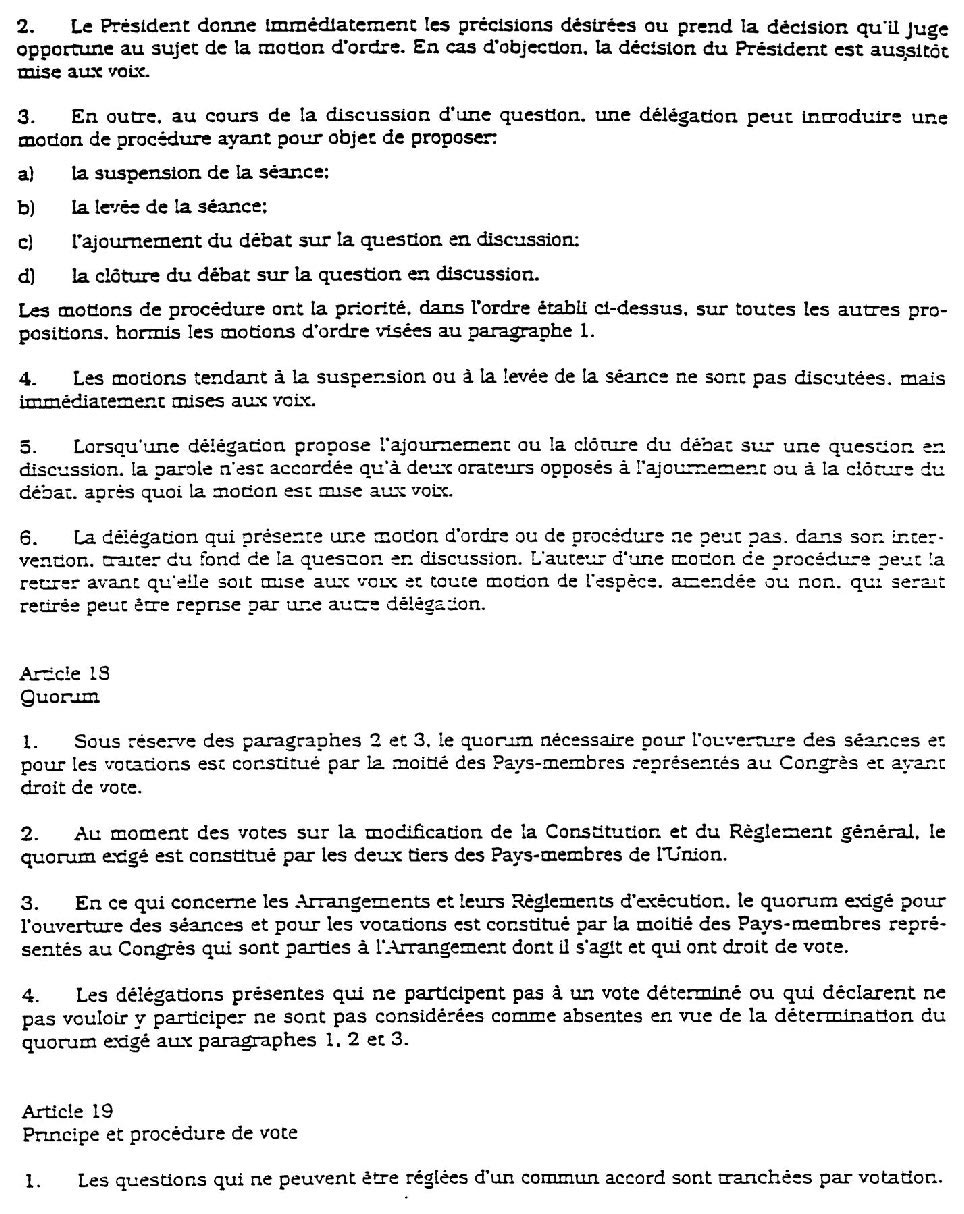 2. Le Président donne immédiatement les précisions désirées ou prend la décision qu'il juge
opportune au sujet de la motion d'ordre. En cas d'objection, la décision du Président est aussitôt
mise aux voix.
3. En outre, au cours de la discussion d'une question, une délégation peut introduire une
motion de procédure ayant pour objet de proposer:
a) la suspension de la séance;
b) la levée de la séance;
c) l'ajournement du débat sur la question en discussion;
d) la clôture du débat sur la question en discussion.
Les motions de procédure ont la priorité, dans l'ordre établi ci-dessus, sur toutes les autres pro-
positions, hormis les motions d'ordre visées au paragraphe 1.
4. Les motions tendant à la suspension ou à la levée de la séance ne sont pas discutées, mais
immédiatement mises aux voix.
5. Lorsqu'une délégation propose l'ajournement ou la clôture du débat sur une question en
discussion, la parole n'est accordée qu'à deux orateurs opposés à l'ajournement ou à la clôture du
débat, après quoi la motion est mise aux voix.
6. La délégation qui présente une motion d'ordre ou de procédure ne peut pas, dans son inter-
vention, traiter du fond de la question en discussion. L'auteur d'une motion de procédure peut la
retirer avant qu'elle soit mise aux voix et toute motion de l'espèce, amendée ou non, qui serait
retirée peut être reprise par une autre délégation.
Article 18
Quorum
1. Sous réserve des paragraphes 2 et 3, le quorum nécessaire pour l'ouverture des séances et
pour les votations est constitué par la moitié des Pays-membres représentés au Congrès et ayant
droit de vote.
2. Au moment des votes sur la modification de la Constitution et du Règlement général, le
quorum exigé est constitué par les deux tiers des Pays-membres de l'Union.
3. En ce qui concerne les Arrangements et leurs Règlements d'exécution, le quorum exigé pour
l'ouverture des séances et pour les votations est constitué par la moitié des Pays-membres repré-
sentés au Congrès qui sont parties à l'Arrangement dont il s'agit et qui ont droit de vote.
4. Les délégations présentes qui ne participent pas à un vote déterminé ou qui déclarent ne
pas vouloir y participer ne sont pas considérées comme absentes en vue de la détermination du
quorum exigé aux paragraphes 1, 2 et 3.
Article 19
Principe et procédure de vote
1. Les questions qui ne peuvent être réglées d'un commun accord sont tranchées par votation.